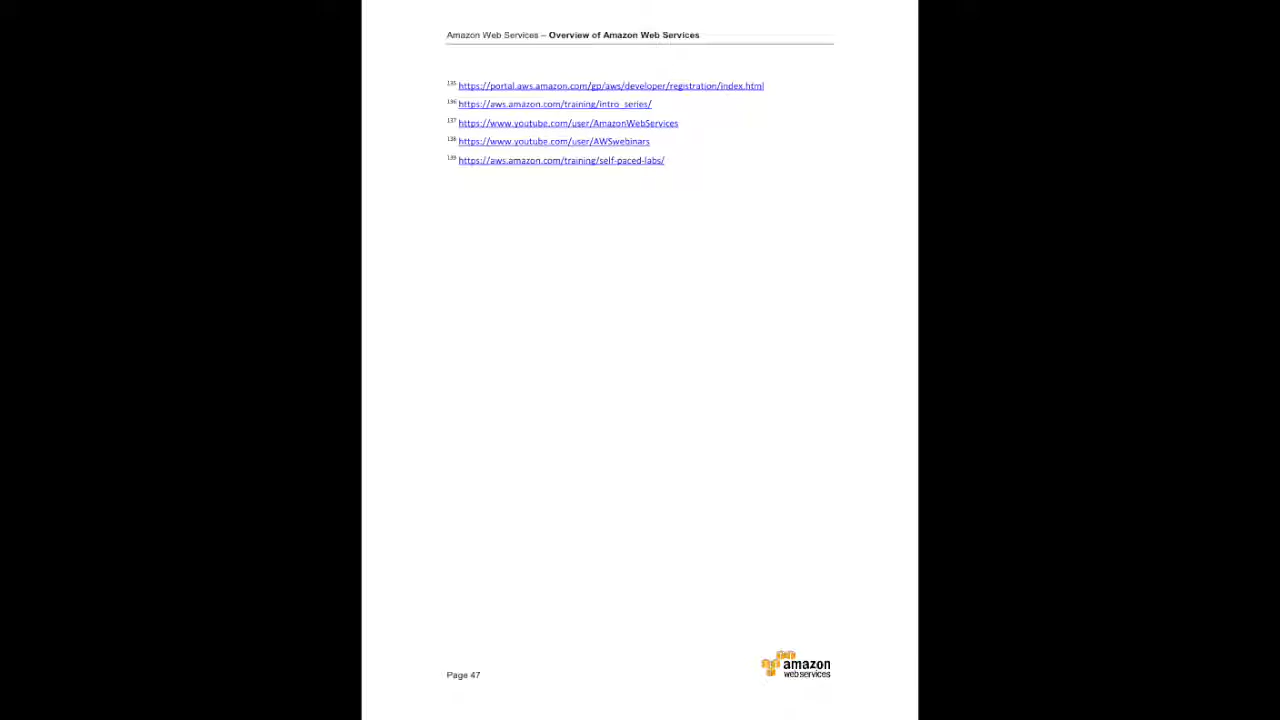 Amazon Web Services – Overview of Amazon Web Services
135 https://portal.aws.amazon.com/gp/aws/developer/registration/index.html
136 https://aws.amazon.com/training/intro_series/
137 https://www.youtube.com/user/AmazonWebServices
138 https://www.youtube.com/user/AWSwebinars
139 https://aws.amazon.com/training/self-paced-labs/
amazon
webservices
Page 47